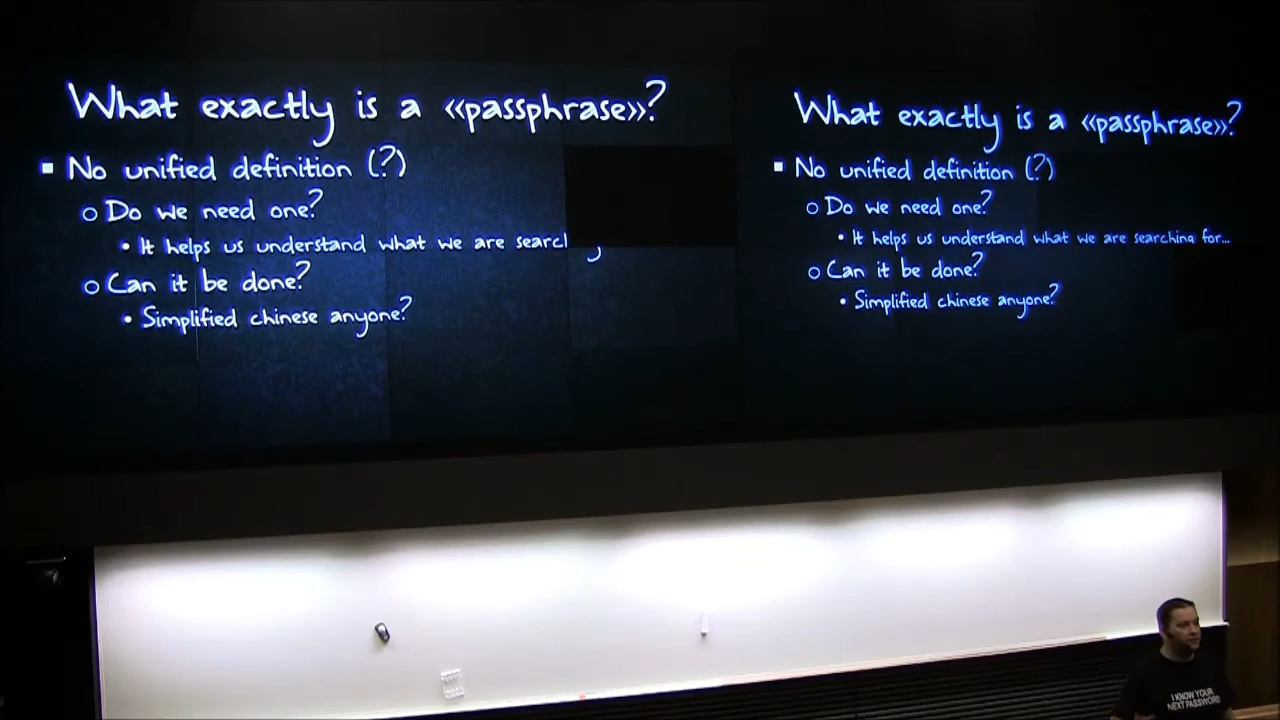 What exactly is a «passphrase»?
No unified definition (?)
Do we need one?
It helps us understand what we are search
Can it be done?
Simplified chinese anyone?
What exactly is a «passphrase»?
No unified definition (?)
Do we need one?
It helps us understand what we are searching for...
Can it be done?
Simplified chinese anyone?
I KNOW YOUR
NEXT PASSWORD